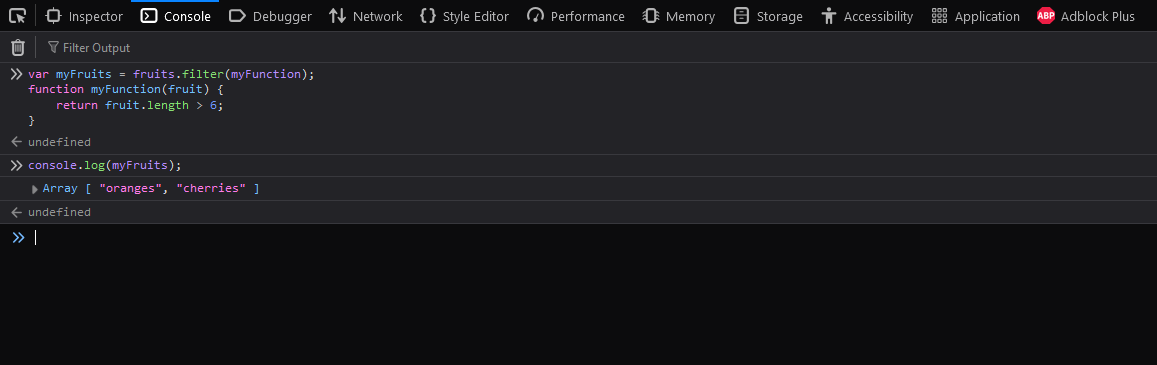 Inspector Console Debugger Network Style Editor Performance Memory Storage Accessibility Application ABP Adblock Plus
Filter Output
var myFruits = fruits.filter(myFunction);
function myFunction(fruit) {
    return fruit.length > 6;
}
undefined
console.log(myFruits);
Array [ "oranges", "cherries" ]
undefined